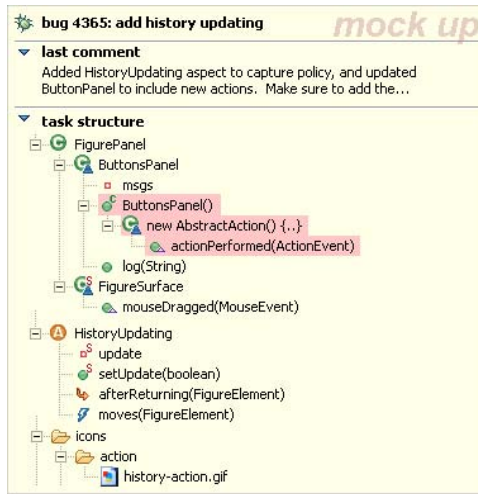 bug 4365: add history updating
mock up
last comment
Added HistoryUpdating aspect to capture policy, and updated
ButtonPanel to include new actions.  Make sure to add the...
task structure
FigurePanel
ButtonsPanel
msgs
ButtonsPanel()
new AbstractAction() {..}
actionPerformed(ActionEvent)
log(String)
FigureSurface
mouseDragged(MouseEvent)
HistoryUpdating
update
setUpdate(boolean)
afterReturning(FigureElement)
moves(FigureElement)
icons
action
history-action.gif